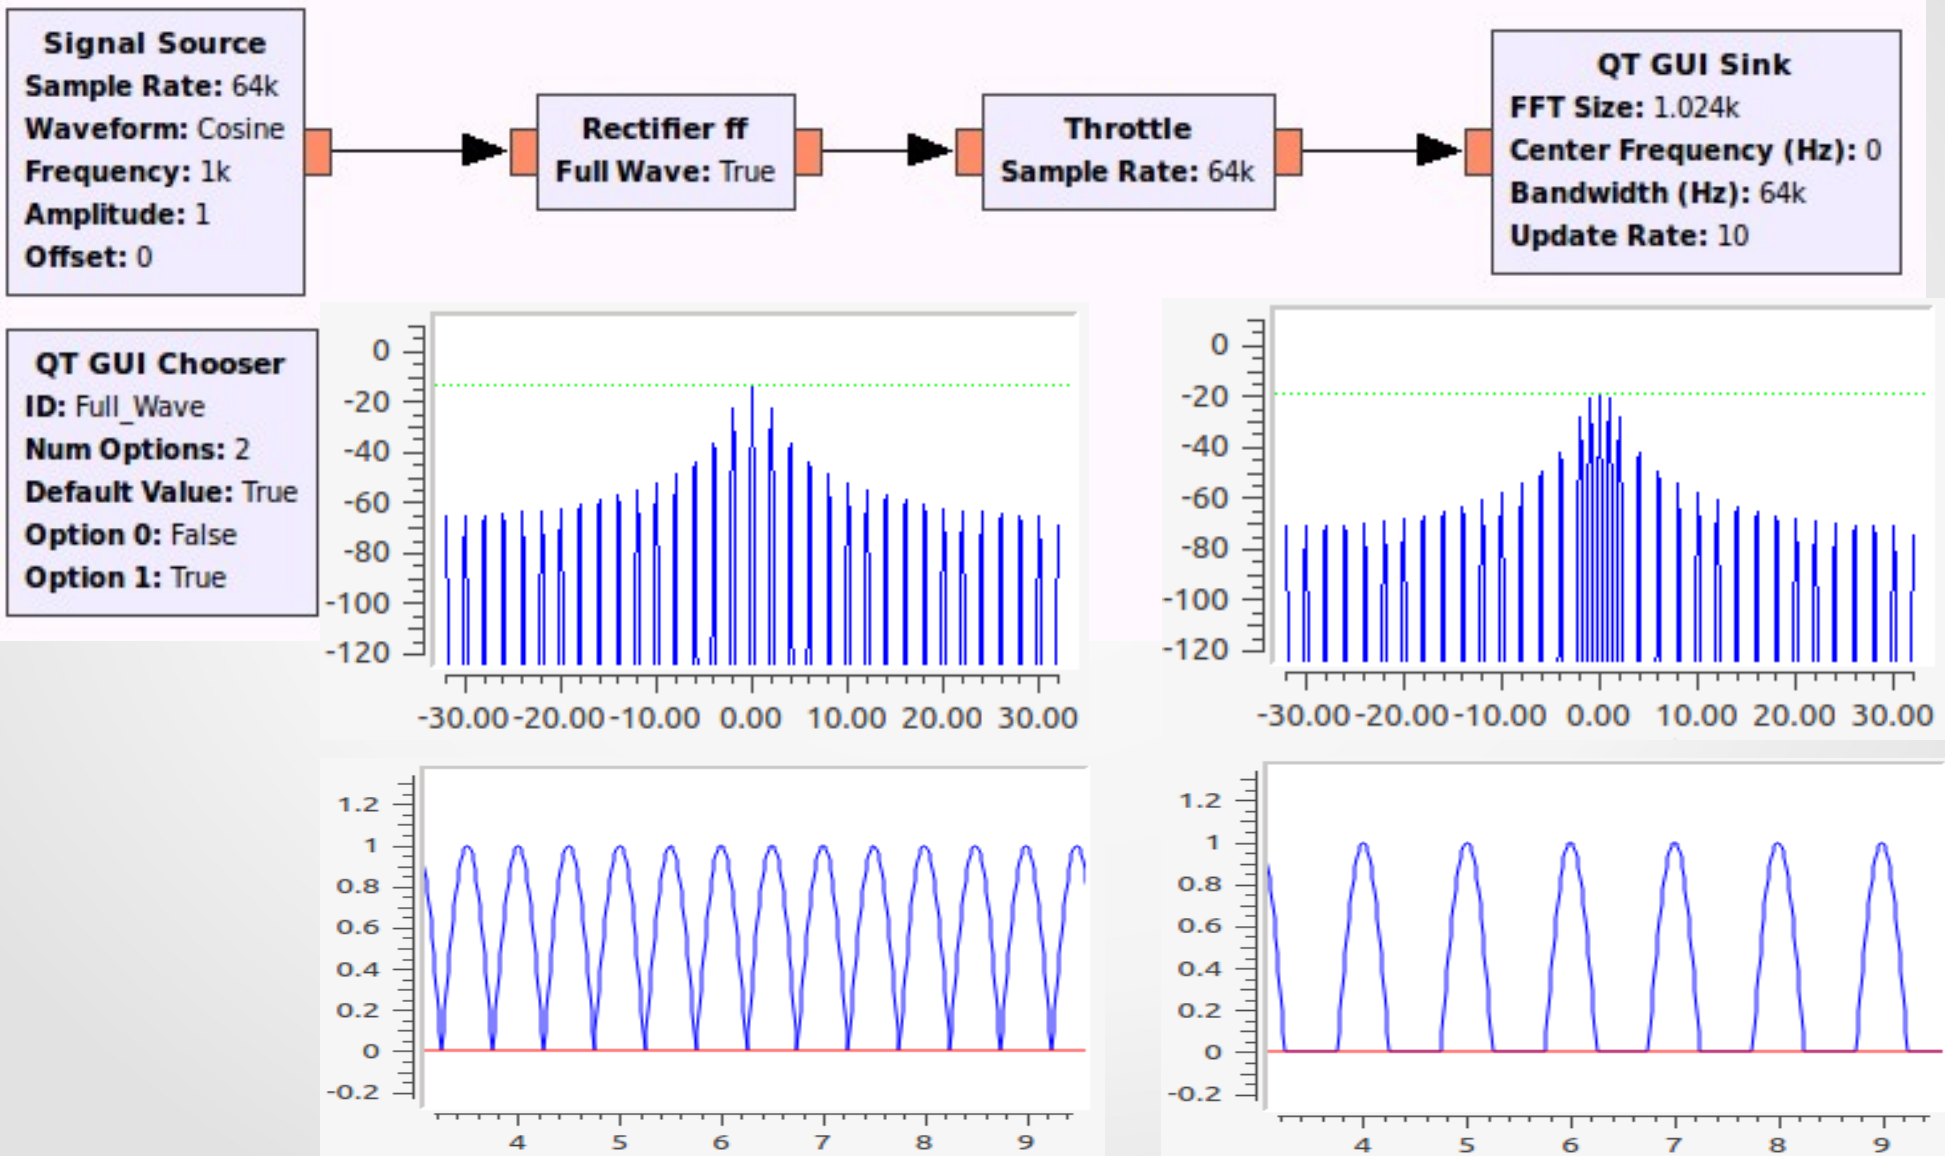 Signal Source
Sample Rate: 64k
Waveform: Cosine
Frequency: 1k
Amplitude: 1
Offset: 0
Rectifier ff
Full Wave: True
Throttle
Sample Rate: 64k
QT GUI Sink
FFT Size: 1.024k
Center Frequency (Hz): 0
Bandwidth (Hz): 64k
Update Rate: 10
QT GUI Chooser
ID: Full_Wave
Num Options: 2
Default Value: True
Option 0: False
Option 1: True
0
-20
-40
-60
-80
-100
-120
-30.00 -20.00 -10.00 0.00 10.00 20.00 30.00
0
-20
-40
-60
-80
-100
-120
-30.00 -20.00 -10.00 0.00 10.00 20.00 30.00
1.2
1
0.8
0.6
0.4
0.2
0
-0.2
4 5 6 7 8 9
1.2
1
0.8
0.6
0.4
0.2
0
-0.2
4 5 6 7 8 9